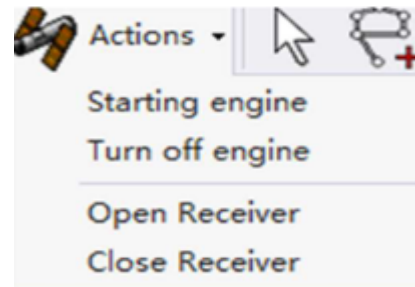 Actions
Starting engine
Turn off engine
Open Receiver
Close Receiver